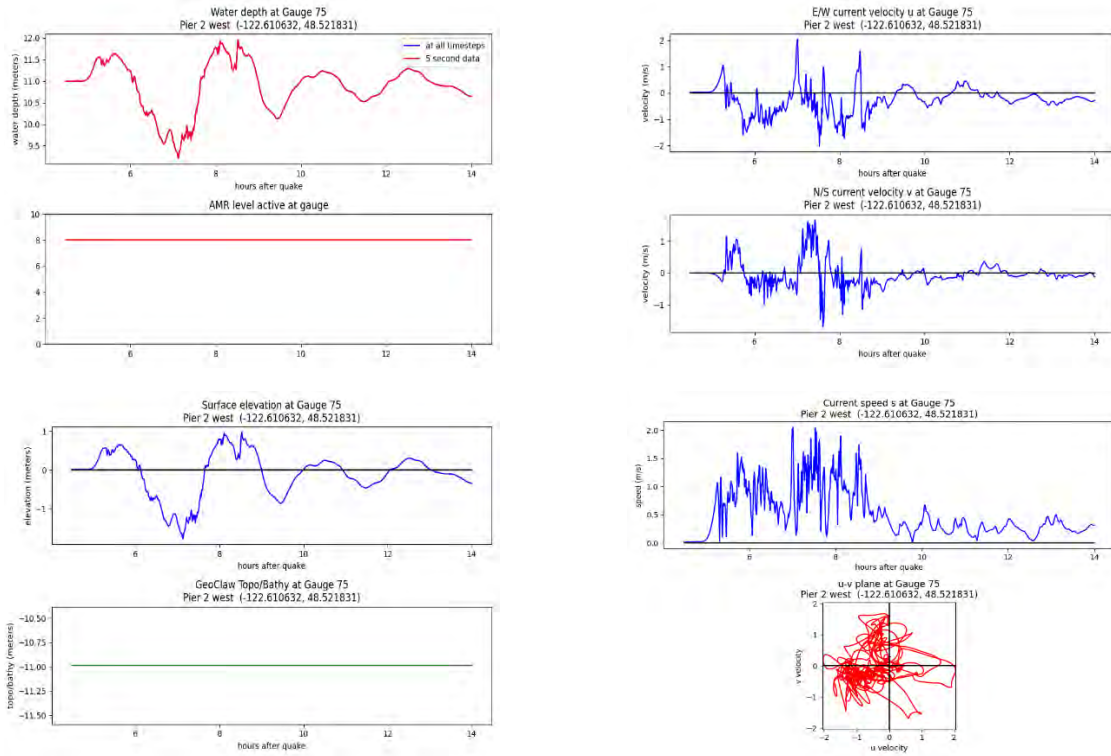 Water depth at Gauge 75
Pier 2 west (-122.610632, 48.521831)
12.0
11.5
11.0
10.5
10.0
9.5
water depth (meters)
at all timesteps
5 second data
6
8
10
12
14
hours after quake
AMR level active at gauge
10
8
6
4
2
0
6
8
10
12
14
Surface elevation at Gauge 75
Pier 2 west (-122.610632, 48.521831)
1
0
−1
elevation (meters)
6
8
10
12
14
hours after quake
GeoClaw Topo/Bathy at Gauge 75
Pier 2 west (-122.610632, 48.521831)
−10.50
−10.75
−11.00
−11.25
−11.50
topo/bathy (meters)
6
8
10
12
14
hours after quake
E/W current velocity u at Gauge 75
Pier 2 west (-122.610632, 48.521831)
2
1
0
−1
−2
velocity (m/s)
6
8
10
12
14
hours after quake
N/S current velocity v at Gauge 75
Pier 2 west (-122.610632, 48.521831)
1
0
−1
velocity (m/s)
6
8
10
12
14
hours after quake
Current speed s at Gauge 75
Pier 2 west (-122.610632, 48.521831)
2.0
1.5
1.0
0.5
0.0
speed (m/s)
6
8
10
12
14
hours after quake
u-v plane at Gauge 75
Pier 2 west (-122.610632, 48.521831)
2
1
0
−1
−2
v velocity
−2
−1
0
1
2
u velocity